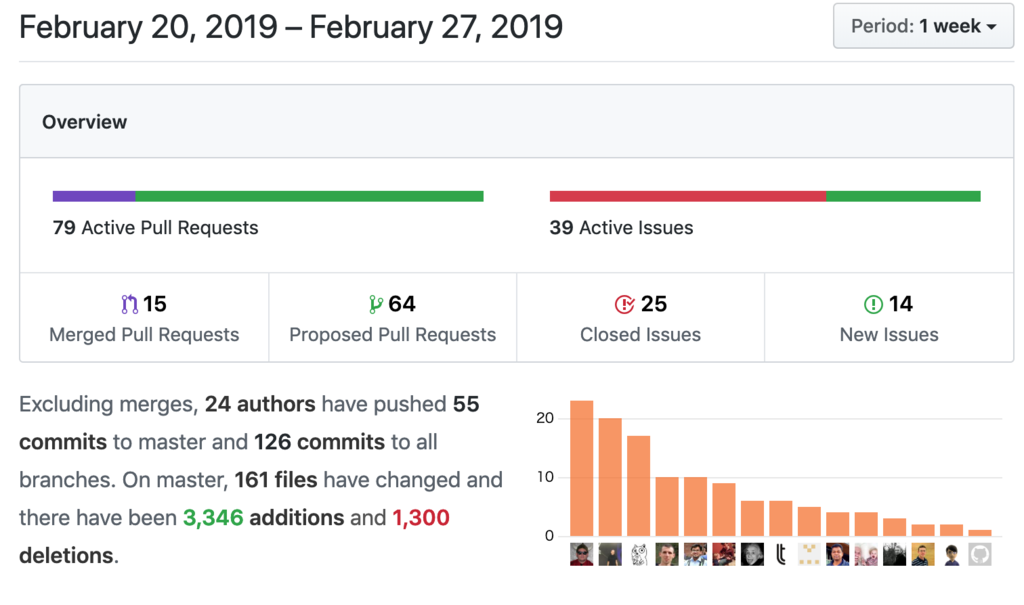 February 20, 2019 – February 27, 2019
Period: 1 week
Overview
79 Active Pull Requests
39 Active Issues
15
Merged Pull Requests
64
Proposed Pull Requests
25
Closed Issues
14
New Issues
Excluding merges, 24 authors have pushed 55
commits to master and 126 commits to all
branches. On master, 161 files have changed and
there have been 3,346 additions and 1,300
deletions.
20
10
0